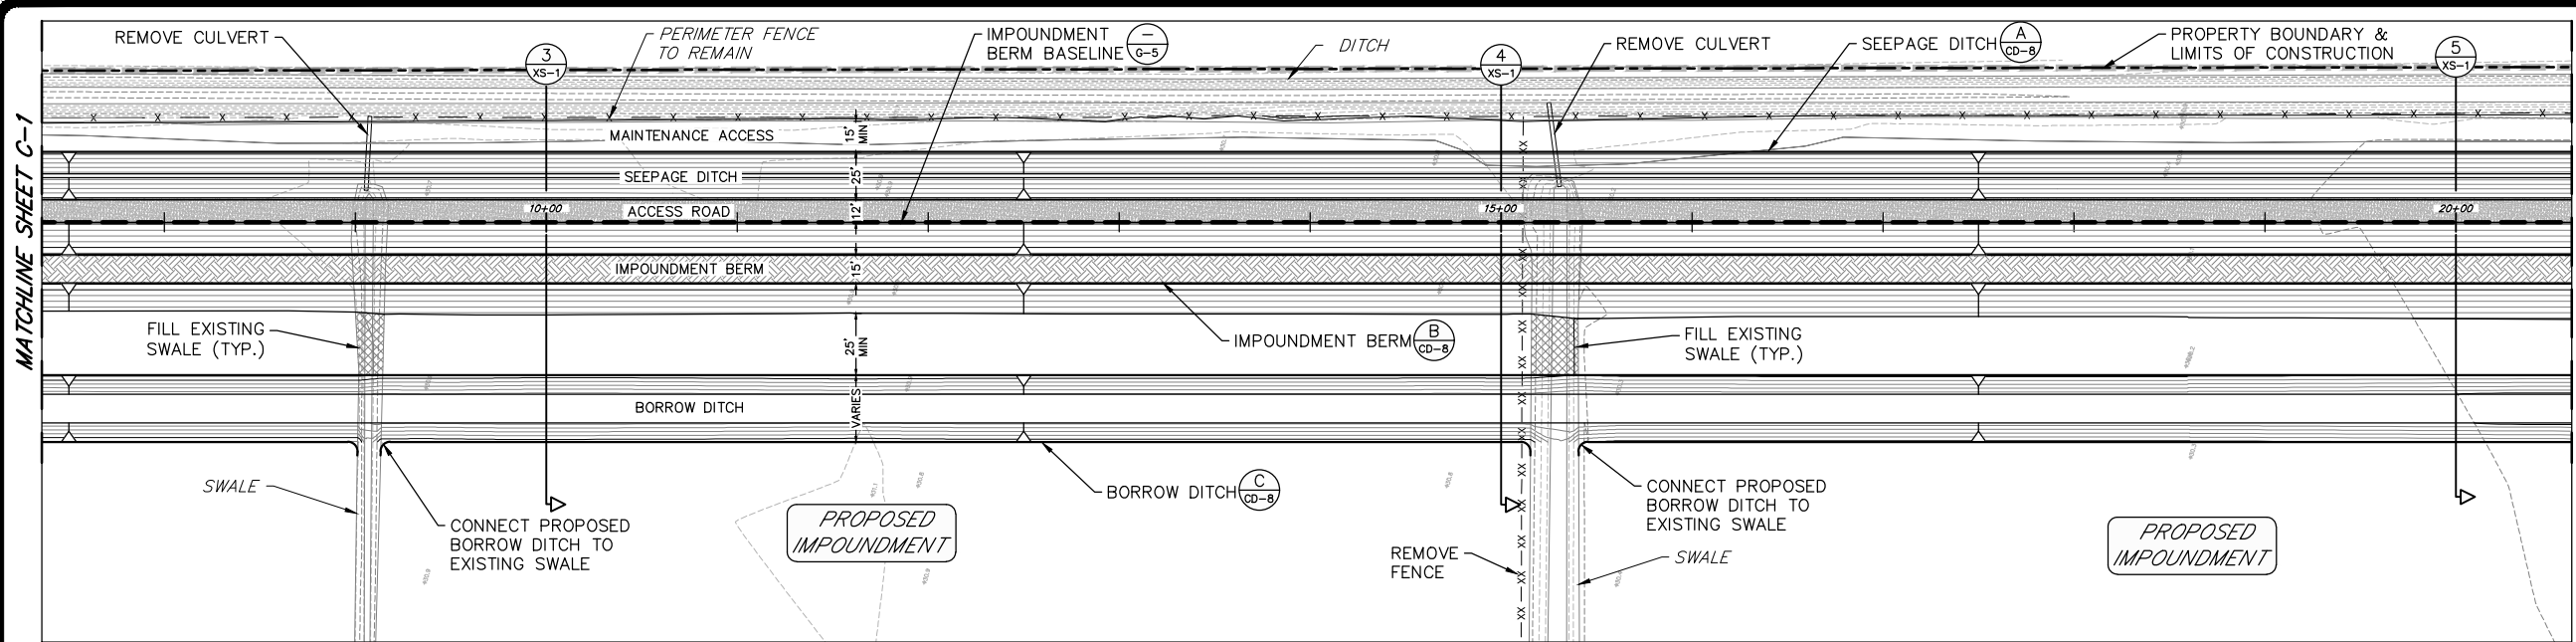 REMOVE CULVERT
PERIMETER FENCE
TO REMAIN
3
XS-1
IMPOUNDMENT
BERM BASELINE
—
G-5
DITCH
4
XS-1
REMOVE CULVERT
SEEPAGE DITCH
A
CD-8
PROPERTY BOUNDARY &
LIMITS OF CONSTRUCTION
5
XS-1
MATCHLINE SHEET C-1
MAINTENANCE ACCESS
15'
MIN
SEEPAGE DITCH
25'
10+00
ACCESS ROAD
12'
15+00
20+00
IMPOUNDMENT BERM
15'
FILL EXISTING
SWALE (TYP.)
25'
MIN
IMPOUNDMENT BERM
B
CD-8
FILL EXISTING
SWALE (TYP.)
BORROW DITCH
VARIES
SWALE
CONNECT PROPOSED
BORROW DITCH TO
EXISTING SWALE
PROPOSED
IMPOUNDMENT
BORROW DITCH
C
CD-8
REMOVE
FENCE
CONNECT PROPOSED
BORROW DITCH TO
EXISTING SWALE
SWALE
PROPOSED
IMPOUNDMENT